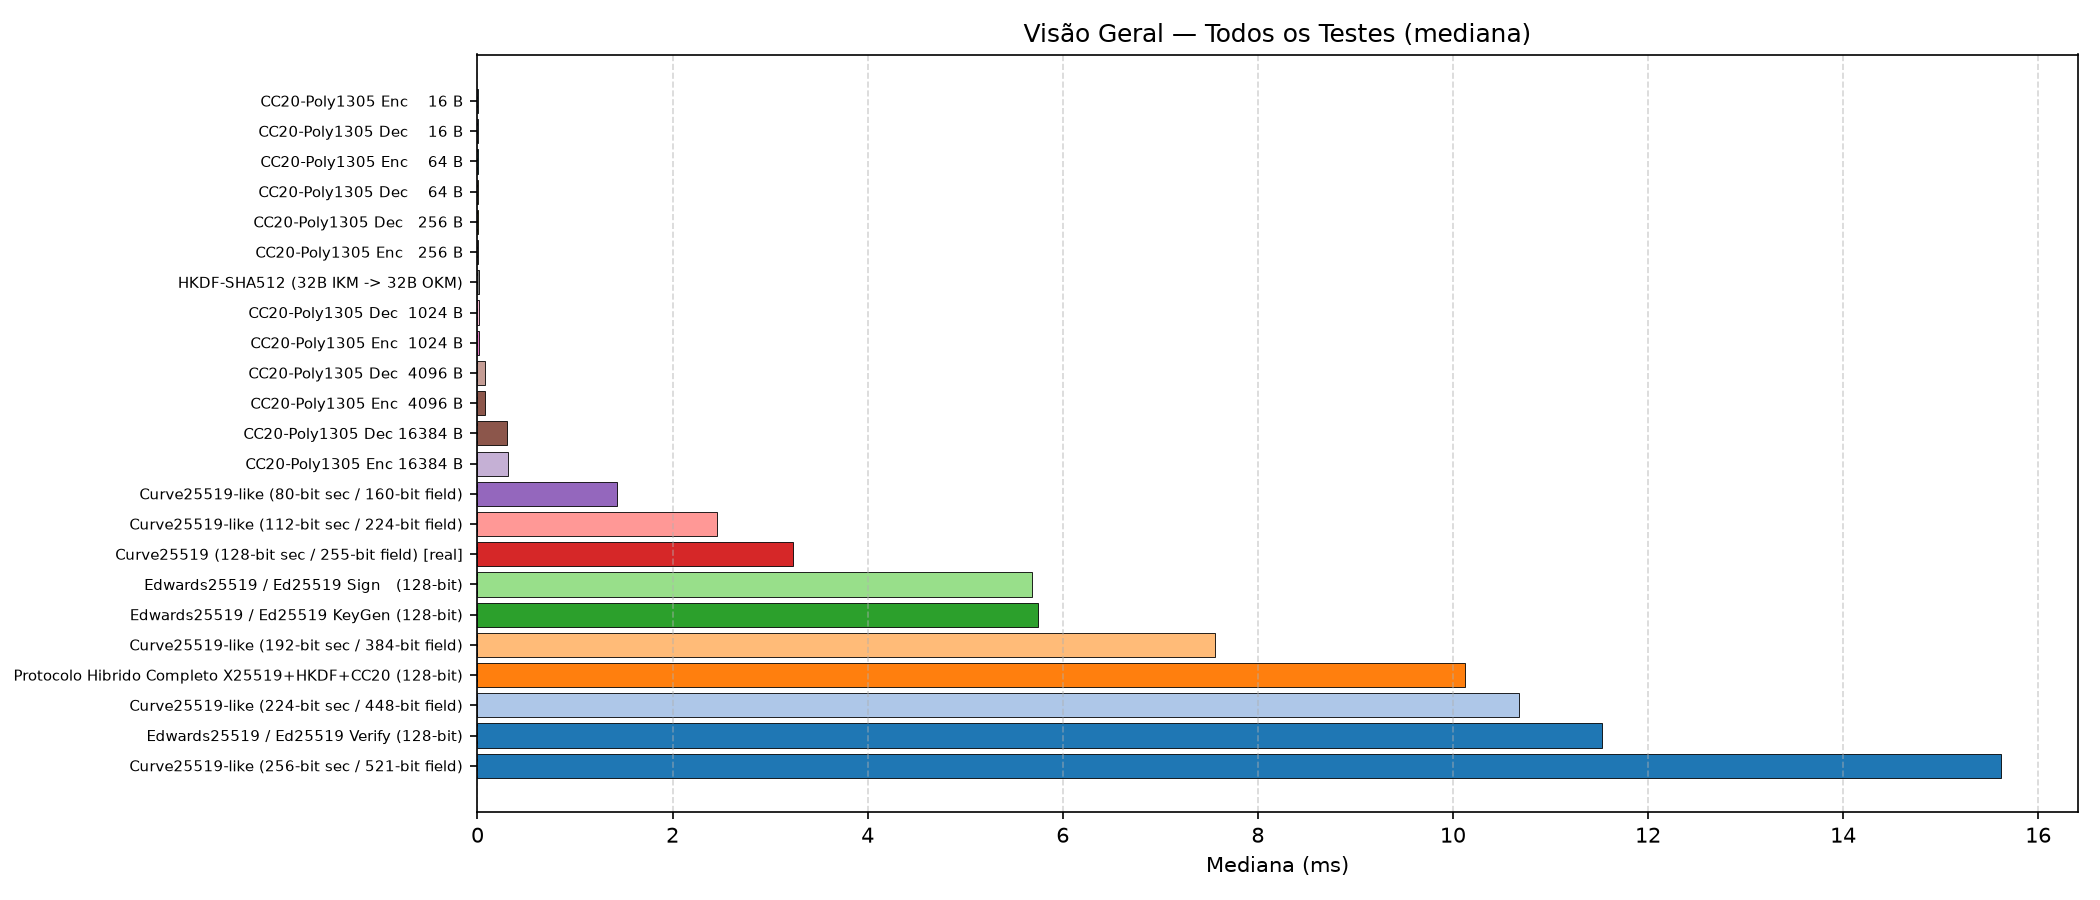 Visão Geral — Todos os Testes (mediana)
CC20-Poly1305 Enc    16 B
CC20-Poly1305 Dec    16 B
CC20-Poly1305 Enc    64 B
CC20-Poly1305 Dec    64 B
CC20-Poly1305 Dec   256 B
CC20-Poly1305 Enc   256 B
HKDF-SHA512 (32B IKM -> 32B OKM)
CC20-Poly1305 Dec  1024 B
CC20-Poly1305 Enc  1024 B
CC20-Poly1305 Dec  4096 B
CC20-Poly1305 Enc  4096 B
CC20-Poly1305 Dec 16384 B
CC20-Poly1305 Enc 16384 B
Curve25519-like (80-bit sec / 160-bit field)
Curve25519-like (112-bit sec / 224-bit field)
Curve25519 (128-bit sec / 255-bit field) [real]
Edwards25519 / Ed25519 Sign   (128-bit)
Edwards25519 / Ed25519 KeyGen (128-bit)
Curve25519-like (192-bit sec / 384-bit field)
Protocolo Hibrido Completo X25519+HKDF+CC20 (128-bit)
Curve25519-like (224-bit sec / 448-bit field)
Edwards25519 / Ed25519 Verify (128-bit)
Curve25519-like (256-bit sec / 521-bit field)
0 2 4 6 8 10 12 14 16
Mediana (ms)